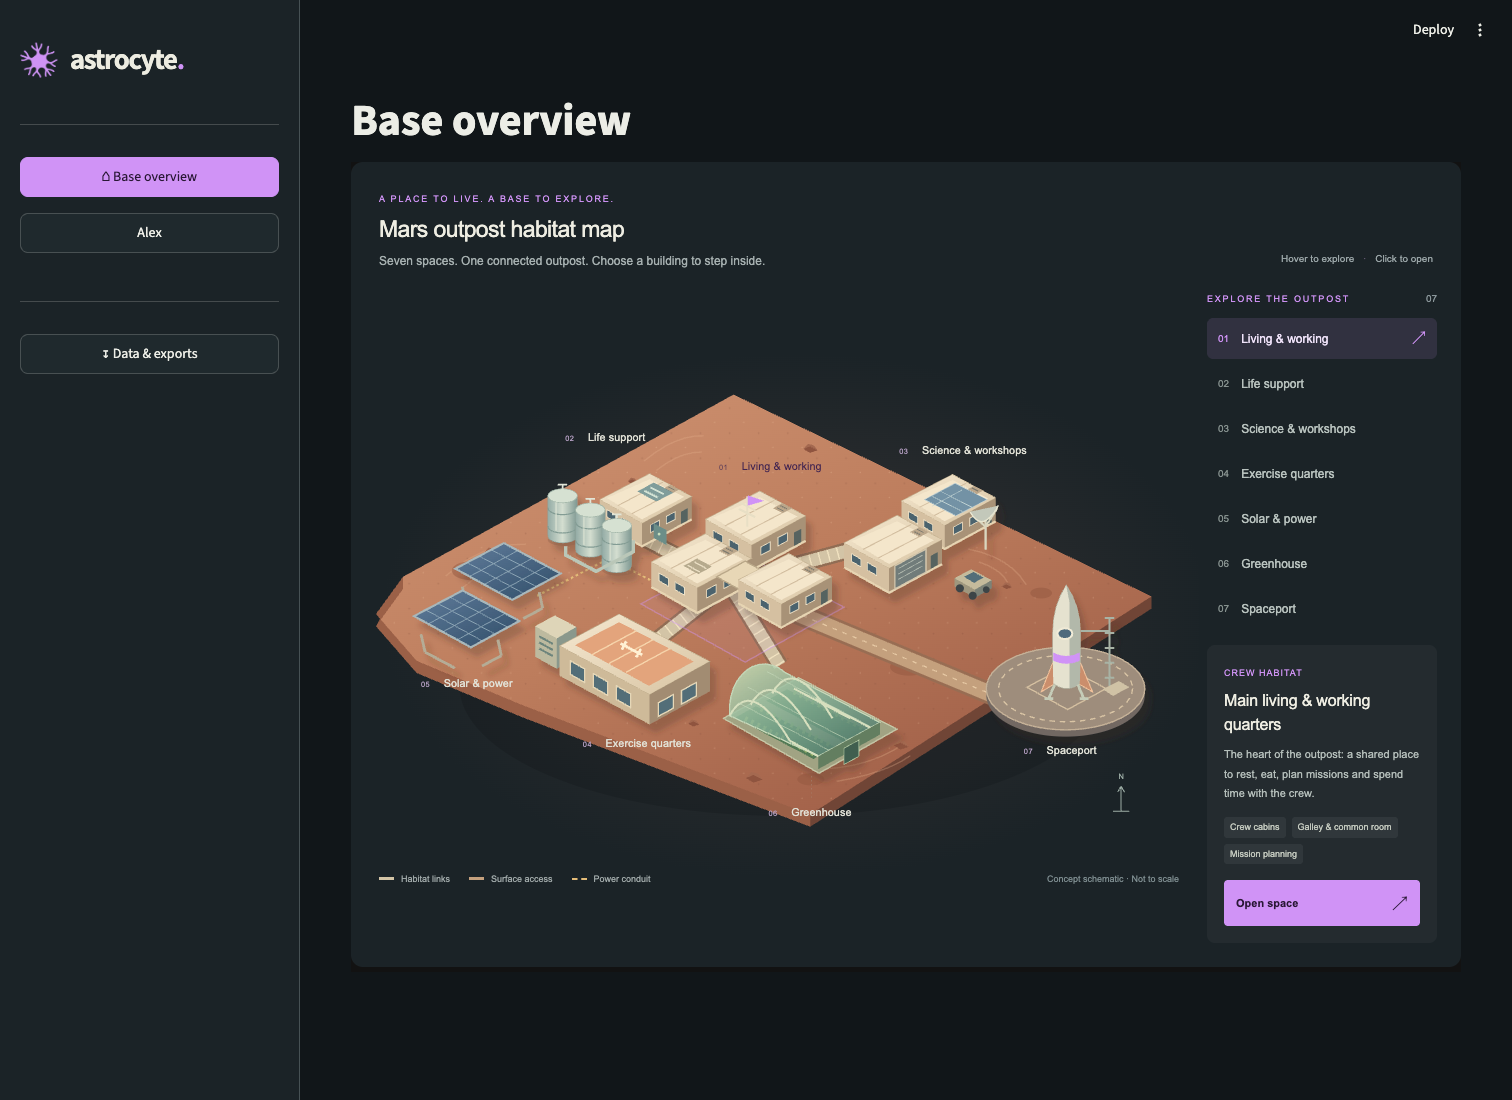 astrocyte.
Base overview
Alex
Data & exports
Deploy
Base overview
A PLACE TO LIVE. A BASE TO EXPLORE.
Mars outpost habitat map
Seven spaces. One connected outpost. Choose a building to step inside.
Hover to explore · Click to open
02 Life support
01 Living & working
03 Science & workshops
05 Solar & power
04 Exercise quarters
07 Spaceport
06 Greenhouse
N
Habitat links
Surface access
Power conduit
Concept schematic · Not to scale
EXPLORE THE OUTPOST 07
01 Living & working
02 Life support
03 Science & workshops
04 Exercise quarters
05 Solar & power
06 Greenhouse
07 Spaceport
CREW HABITAT
Main living & working
quarters
The heart of the outpost: a shared place
to rest, eat, plan missions and spend
time with the crew.
Crew cabins
Galley & common room
Mission planning
Open space